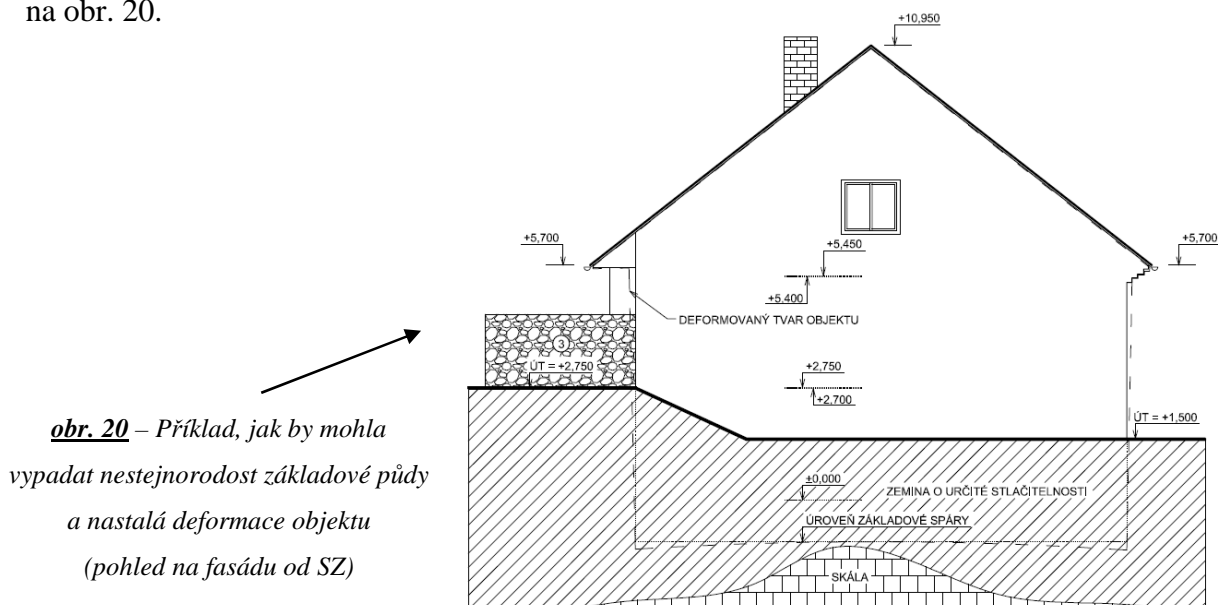 na obr. 20.
+10,950
+5,700
+5,700
+5,450
+5,400
DEFORMOVANÝ TVAR OBJEKTU
3
ÚT = +2,750
+2,750
+2,700
ÚT = +1,500
obr. 20 – Příklad, jak by mohla
vypadat nestejnorodost základové půdy
a nastalá deformace objektu
(pohled na fasádu od SZ)
±0,000
ZEMINA O URČITÉ STLAČITELNOSTI
ÚROVEŇ ZÁKLADOVÉ SPÁRY
SKÁLA